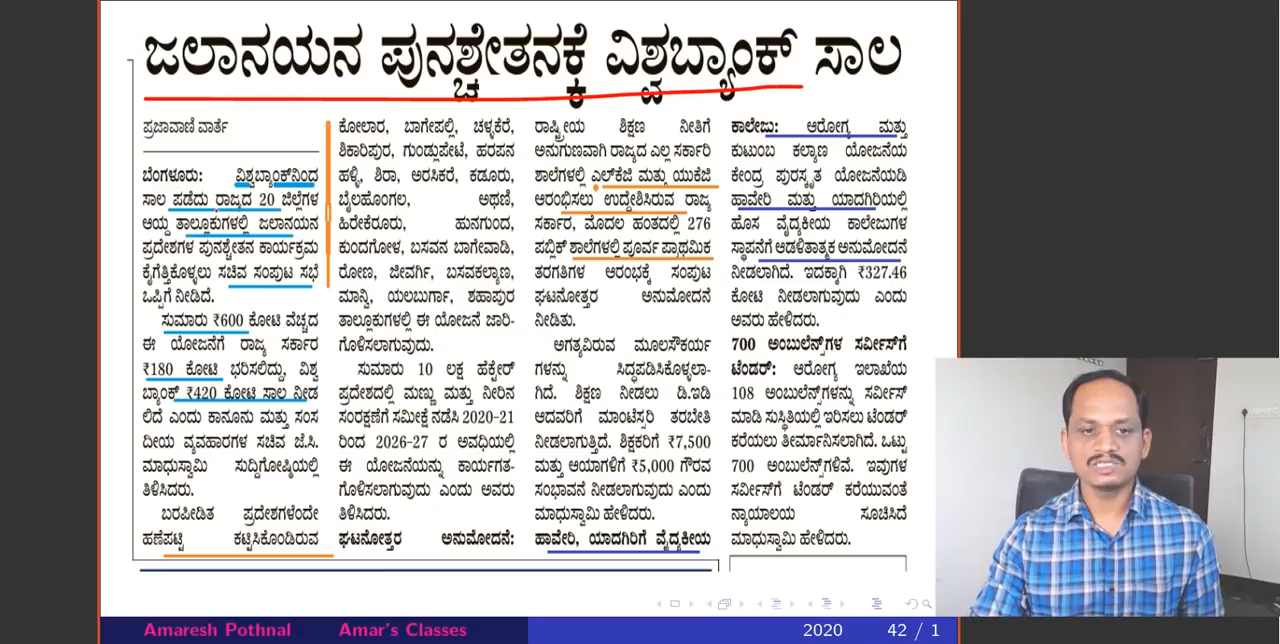 ಜಲಾನಯನ ಪುನಶ್ಚೇತನಕ್ಕೆ ವಿಶ್ವಬ್ಯಾಂಕ್ ಸಾಲ
ಪ್ರಜಾವಾಣಿ ವಾರ್ತೆ
ಬೆಂಗಳೂರು: ವಿಶ್ವಬ್ಯಾಂಕ್‌ನಿಂದ
ಸಾಲ ಪಡೆದು ರಾಜ್ಯದ 20 ಜಿಲ್ಲೆಗಳ
ಆಯ್ದ ತಾಲ್ಲೂಕುಗಳಲ್ಲಿ ಜಲಾನಯನ
ಪ್ರದೇಶಗಳ ಪುನಶ್ಚೇತನ ಕಾರ್ಯಕ್ರಮ
ಕೈಗೆತ್ತಿಕೊಳ್ಳಲು ಸಚಿವ ಸಂಪುಟ ಸಭೆ
ಒಪ್ಪಿಗೆ ನೀಡಿದೆ.
ಸುಮಾರು ₹600 ಕೋಟಿ ವೆಚ್ಚದ
ಈ ಯೋಜನೆಗೆ ರಾಜ್ಯ ಸರ್ಕಾರ
₹180 ಕೋಟಿ ಭರಿಸಲಿದ್ದು, ವಿಶ್ವ
ಬ್ಯಾಂಕ್ ₹420 ಕೋಟಿ ಸಾಲ ನೀಡ
ಲಿದೆ ಎಂದು ಕಾನೂನು ಮತ್ತು ಸಂಸ
ದೀಯ ವ್ಯವಹಾರಗಳ ಸಚಿವ ಜೆ.ಸಿ.
ಮಾಧುಸ್ವಾಮಿ ಸುದ್ದಿಗೋಷ್ಠಿಯಲ್ಲಿ
ತಿಳಿಸಿದರು.
ಬರಪೀಡಿತ ಪ್ರದೇಶಗಳೆಂದೇ
ಹಣೆಪಟ್ಟಿ ಕಟ್ಟಿಸಿಕೊಂಡಿರುವ
ಕೋಲಾರ, ಬಾಗೇಪಲ್ಲಿ, ಚಳ್ಳಕೆರೆ,
ಶಿಕಾರಿಪುರ, ಗುಂಡ್ಲುಪೇಟೆ, ಹರಪನ
ಹಳ್ಳಿ, ಶಿರಾ, ಅರಸಿಕರೆ, ಕಡೂರು,
ಬೈಲಹೊಂಗಲ, ಅಥಣಿ,
ಹಿರೇಕೆರೂರು, ಹುನಗುಂದ,
ಕುಂದಗೋಳ, ಬಸವನ ಬಾಗೇವಾಡಿ,
ರೋಣ, ಜೀವರ್ಗಿ, ಬಸವಕಲ್ಯಾಣ,
ಮಾನ್ವಿ, ಯಲಬುರ್ಗಾ, ಶಹಾಪುರ
ತಾಲ್ಲೂಕುಗಳಲ್ಲಿ ಈ ಯೋಜನೆ ಜಾರಿ-
ಗೊಳಿಸಲಾಗುವುದು.
ಸುಮಾರು 10 ಲಕ್ಷ ಹೆಕ್ಟೇರ್
ಪ್ರದೇಶದಲ್ಲಿ ಮಣ್ಣು ಮತ್ತು ನೀರಿನ
ಸಂರಕ್ಷಣೆಗೆ ಸಮೀಕ್ಷೆ ನಡೆಸಿ 2020-21
ರಿಂದ 2026-27 ರ ಅವಧಿಯಲ್ಲಿ
ಈ ಯೋಜನೆಯನ್ನು ಕಾರ್ಯಗತ-
ಗೊಳಿಸಲಾಗುವುದು ಎಂದು ಅವರು
ತಿಳಿಸಿದರು.
ಘಟನೋತ್ತರ ಅನುಮೋದನೆ:
ರಾಷ್ಟ್ರೀಯ ಶಿಕ್ಷಣ ನೀತಿಗೆ
ಅನುಗುಣವಾಗಿ ರಾಜ್ಯದ ಎಲ್ಲ ಸರ್ಕಾರಿ
ಶಾಲೆಗಳಲ್ಲಿ ಎಲ್‌ಕೆಜಿ ಮತ್ತು ಯುಕೆಜಿ
ಆರಂಭಿಸಲು ಉದ್ದೇಶಿಸಿರುವ ರಾಜ್ಯ
ಸರ್ಕಾರ, ಮೊದಲ ಹಂತದಲ್ಲಿ 276
ಪಬ್ಲಿಕ್ ಶಾಲೆಗಳಲ್ಲಿ ಪೂರ್ವ ಪ್ರಾಥಮಿಕ
ತರಗತಿಗಳ ಆರಂಭಕ್ಕೆ ಸಂಪುಟ
ಘಟನೋತ್ತರ ಅನುಮೋದನೆ
ನೀಡಿತು.
ಅಗತ್ಯವಿರುವ ಮೂಲಸೌಕರ್ಯ
ಗಳನ್ನು ಸಿದ್ಧಪಡಿಸಿಕೊಳ್ಳಲಾ-
ಗಿದೆ. ಶಿಕ್ಷಣ ನೀಡಲು ಡಿ.ಇಡಿ
ಆದವರಿಗೆ ಮಾಂಟೆಸ್ಸರಿ ತರಬೇತಿ
ನೀಡಲಾಗುತ್ತಿದೆ. ಶಿಕ್ಷಕರಿಗೆ ₹7,500
ಮತ್ತು ಆಯಾಗಳಿಗೆ ₹5,000 ಗೌರವ
ಸಂಭಾವನೆ ನೀಡಲಾಗುವುದು ಎಂದು
ಮಾಧುಸ್ವಾಮಿ ಹೇಳಿದರು.
ಹಾವೇರಿ, ಯಾದಗಿರಿಗೆ ವೈದ್ಯಕೀಯ
ಕಾಲೇಜು: ಆರೋಗ್ಯ ಮತ್ತು
ಕುಟುಂಬ ಕಲ್ಯಾಣ ಯೋಜನೆಯ
ಕೇಂದ್ರ ಪುರಸ್ಕೃತ ಯೋಜನೆಯಡಿ
ಹಾವೇರಿ ಮತ್ತು ಯಾದಗಿರಿಯಲ್ಲಿ
ಹೊಸ ವೈದ್ಯಕೀಯ ಕಾಲೇಜುಗಳ
ಸ್ಥಾಪನೆಗೆ ಆಡಳಿತಾತ್ಮಕ ಅನುಮೋದನೆ
ನೀಡಲಾಗಿದೆ. ಇದಕ್ಕಾಗಿ ₹327.46
ಕೋಟಿ ನೀಡಲಾಗುವುದು ಎಂದು
ಅವರು ಹೇಳಿದರು.
700 ಅಂಬುಲೆನ್ಸ್‌ಗಳ ಸರ್ವೀಸ್‌ಗೆ
ಟೆಂಡರ್: ಆರೋಗ್ಯ ಇಲಾಖೆಯ
108 ಅಂಬುಲೆನ್ಸ್‌ಗಳನ್ನು ಸರ್ವೀಸ್
ಮಾಡಿ ಸುಸ್ಥಿತಿಯಲ್ಲಿ ಇರಿಸಲು ಟೆಂಡರ್
ಕರೆಯಲು ತೀರ್ಮಾನಿಸಲಾಗಿದೆ. ಒಟ್ಟು
700 ಅಂಬುಲೆನ್ಸ್‌ಗಳಿವೆ. ಇವುಗಳ
ಸರ್ವೀಸ್‌ಗೆ ಟೆಂಡರ್ ಕರೆಯುವಂತೆ
ನ್ಯಾಯಾಲಯ ಸೂಚಿಸಿದೆ
ಮಾಧುಸ್ವಾಮಿ ಹೇಳಿದರು.
Amaresh Pothnal Amar's Classes 2020 42 / 1